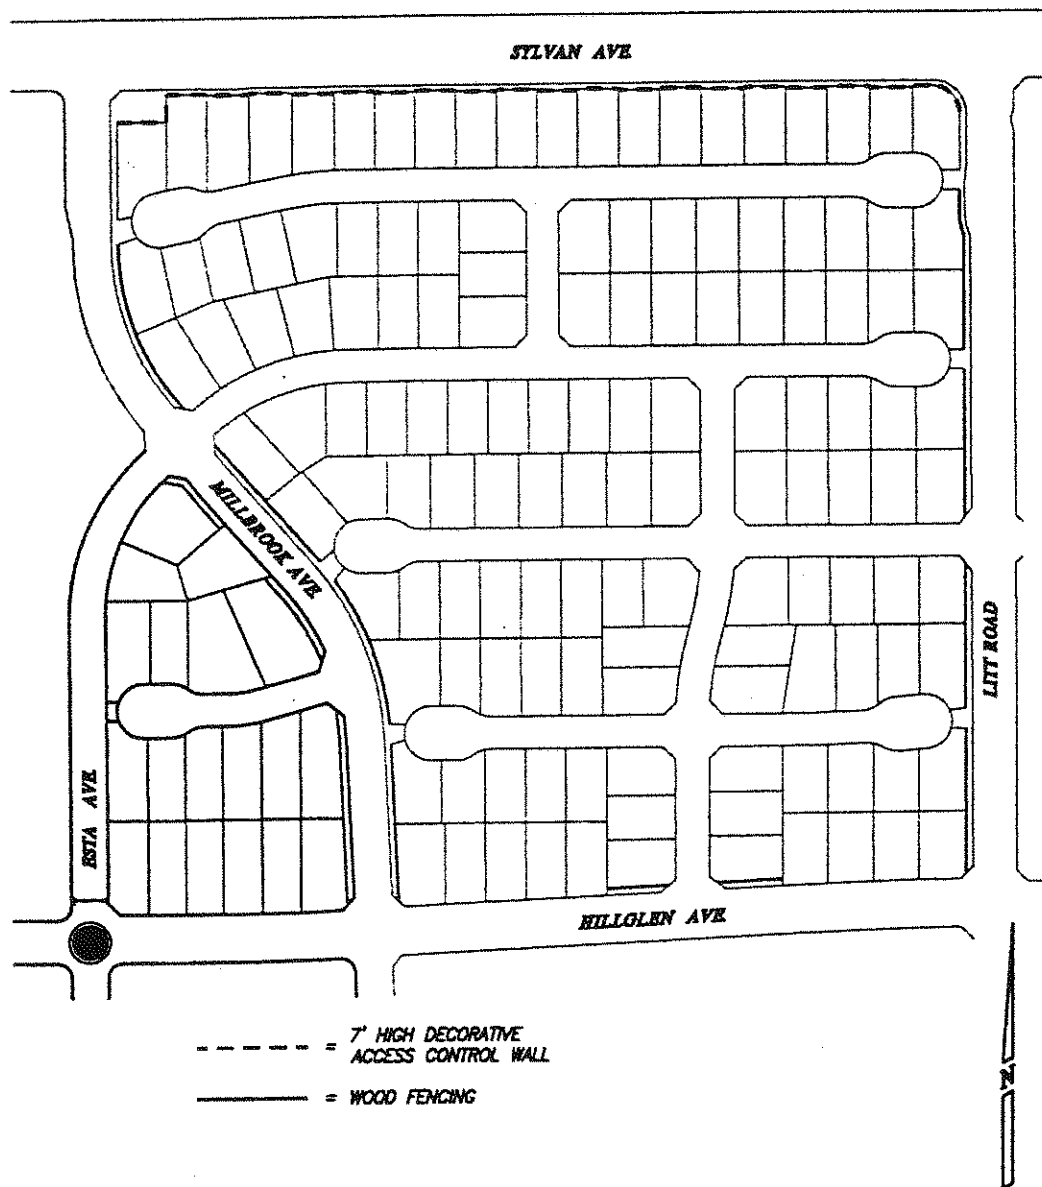 SYLVAN AVE
MILLBROOK AVE
LITT ROAD
ESTA AVE
HILLGLEN AVE
N
= 7' HIGH DECORATIVE
ACCESS CONTROL WALL
= WOOD FENCING